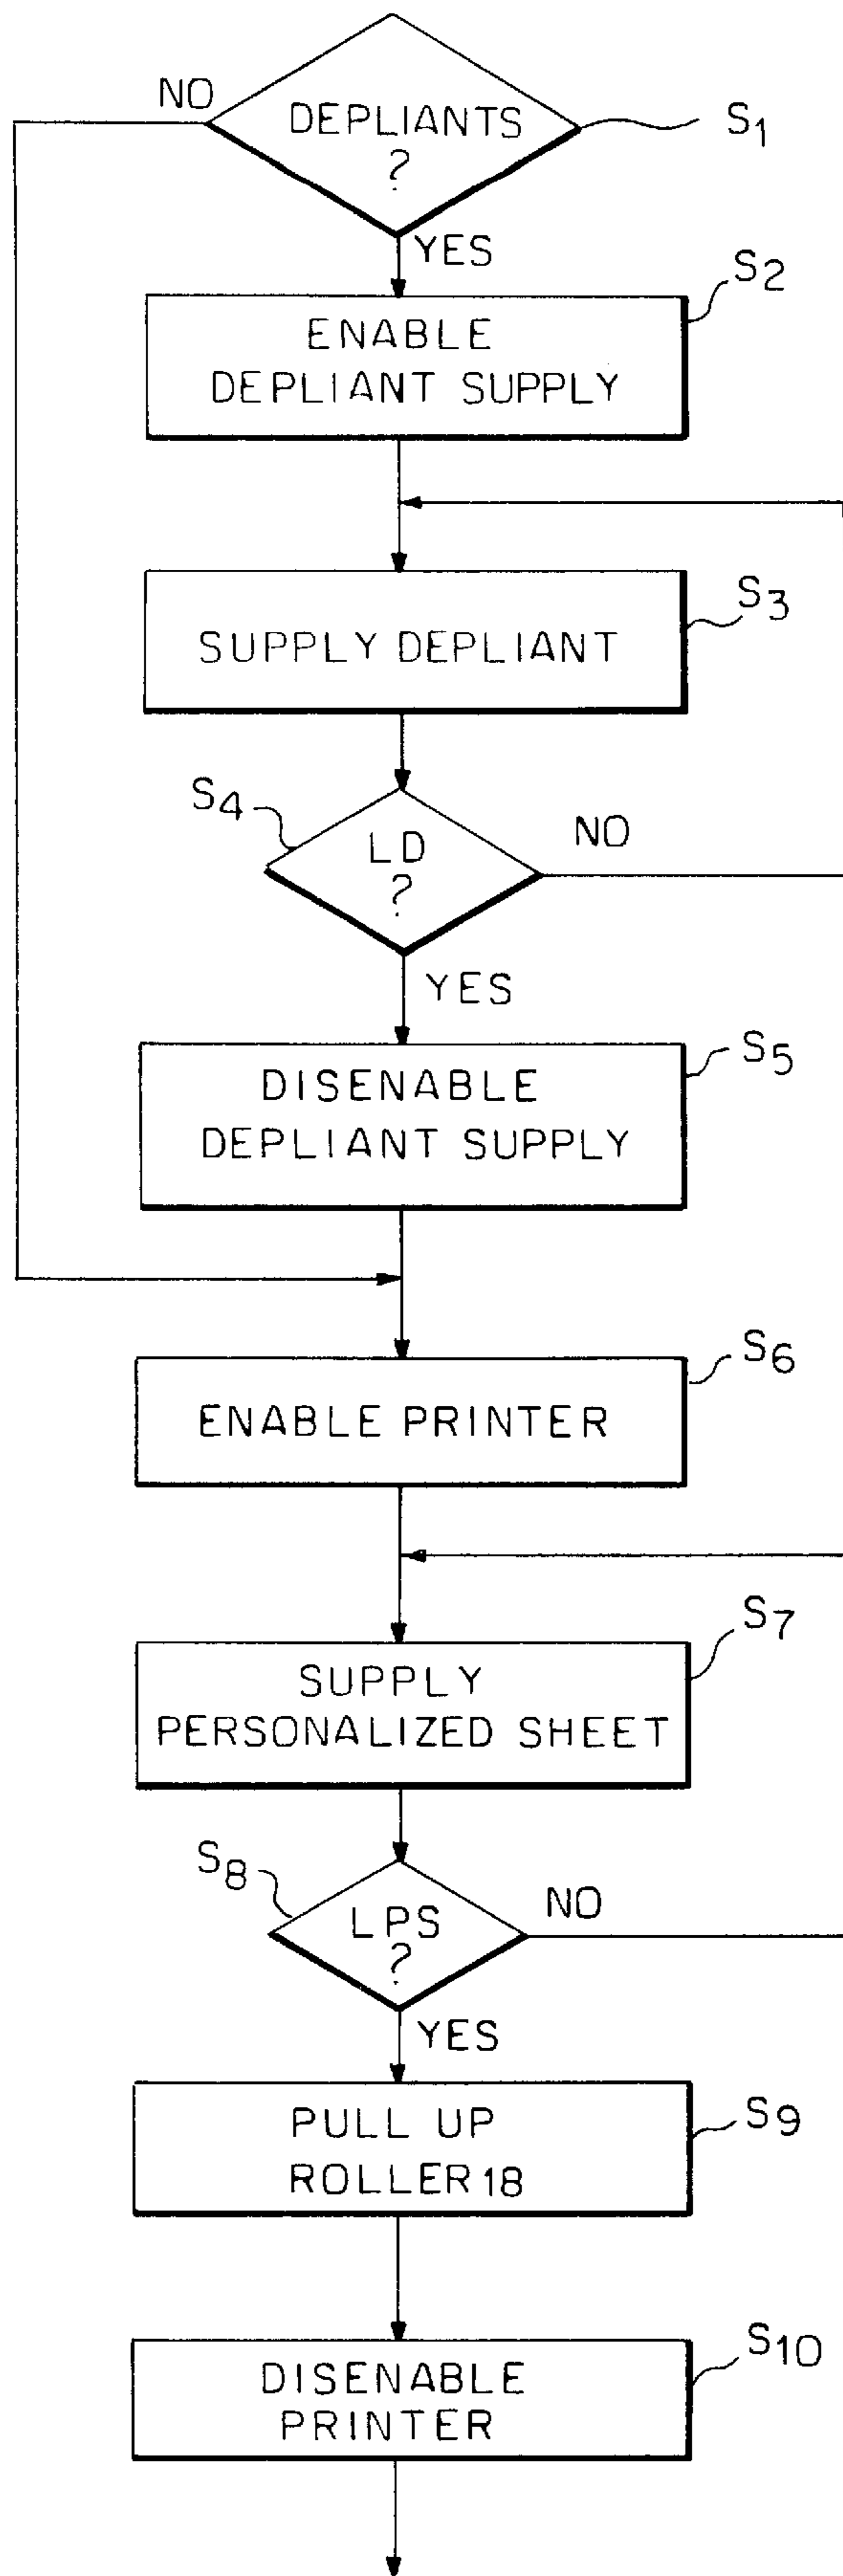 NO
DEPLIANTS
?
S1
YES
S2
ENABLE
DEPLIANT SUPPLY
S3
SUPPLY DEPLIANT
S4
LD
?
NO
YES
S5
DISENABLE
DEPLIANT SUPPLY
S6
ENABLE PRINTER
S7
SUPPLY
PERSONALIZED SHEET
S8
LPS
?
NO
YES
S9
PULL UP
ROLLER 18
S10
DISENABLE
PRINTER